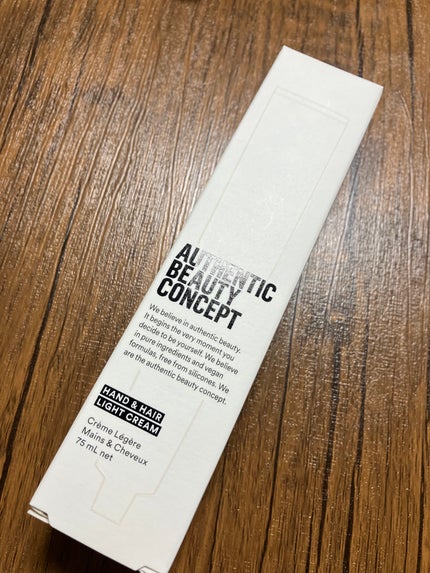 AUTHENTIC
BEAUTY
CONCEPT
We believe in authentic beauty.
It begins the very moment you
decide to be yourself. We believe
in pure ingredients and vegan
formulas, free from silicones. We
are the authentic beauty concept.
HAND & HAIR
LIGHT CREAM
Crème Légère
Mains & Cheveux
75 mL net